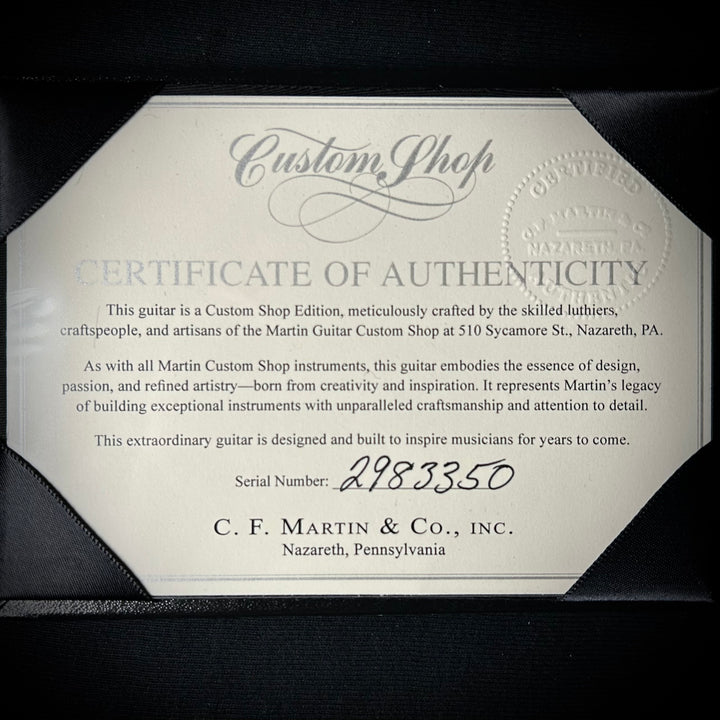 Custom Shop
CERTIFIED
C. F. MARTIN & CO.
NAZARETH, PA.
AUTHENTIC
CERTIFICATE OF AUTHENTICITY
This guitar is a Custom Shop Edition, meticulously crafted by the skilled luthiers,
craftspeople, and artisans of the Martin Guitar Custom Shop at 510 Sycamore St., Nazareth, PA.
As with all Martin Custom Shop instruments, this guitar embodies the essence of design,
passion, and refined artistry—born from creativity and inspiration. It represents Martin's legacy
of building exceptional instruments with unparalleled craftsmanship and attention to detail.
This extraordinary guitar is designed and built to inspire musicians for years to come.
Serial Number: 2983350
C. F. MARTIN & CO., INC.
Nazareth, Pennsylvania